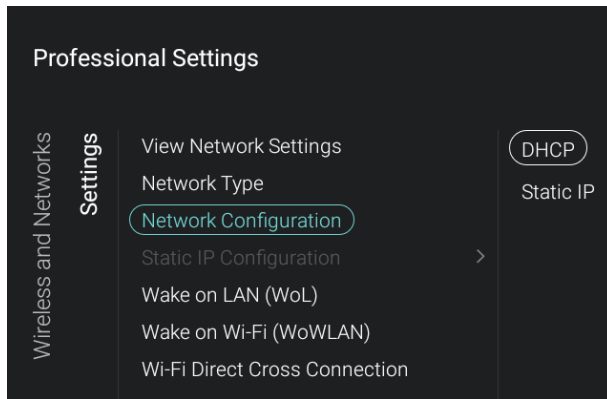 Professional Settings
Wireless and Networks
Settings
View Network Settings
Network Type
Network Configuration
Static IP Configuration
Wake on LAN (WoL)
Wake on Wi-Fi (WoWLAN)
Wi-Fi Direct Cross Connection
DHCP
Static IP